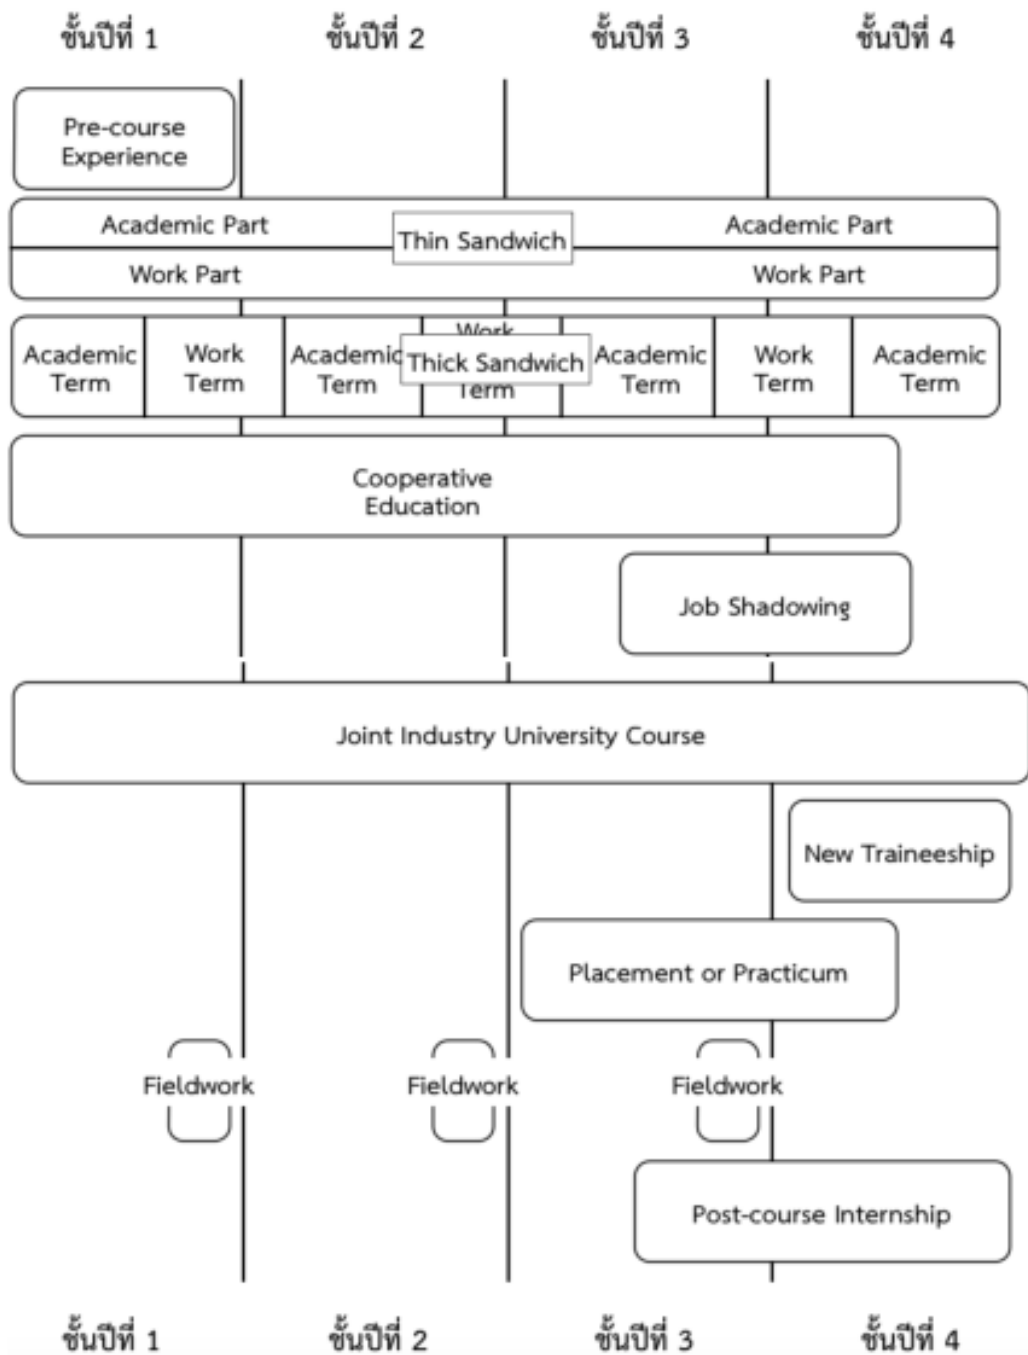 ชั้นปีที่ 1 ชั้นปีที่ 2 ชั้นปีที่ 3 ชั้นปีที่ 4
Pre-course
Experience
Academic Part
Thin Sandwich
Academic Part
Work Part
Work Part
Academic
Term
Work
Term
Academic
Term
Work
Thick Sandwich
Term
Academic
Term
Work
Term
Academic
Term
Cooperative
Education
Job Shadowing
Joint Industry University Course
New Traineeship
Placement or Practicum
Fieldwork Fieldwork Fieldwork
Post-course Internship
ชั้นปีที่ 1 ชั้นปีที่ 2 ชั้นปีที่ 3 ชั้นปีที่ 4